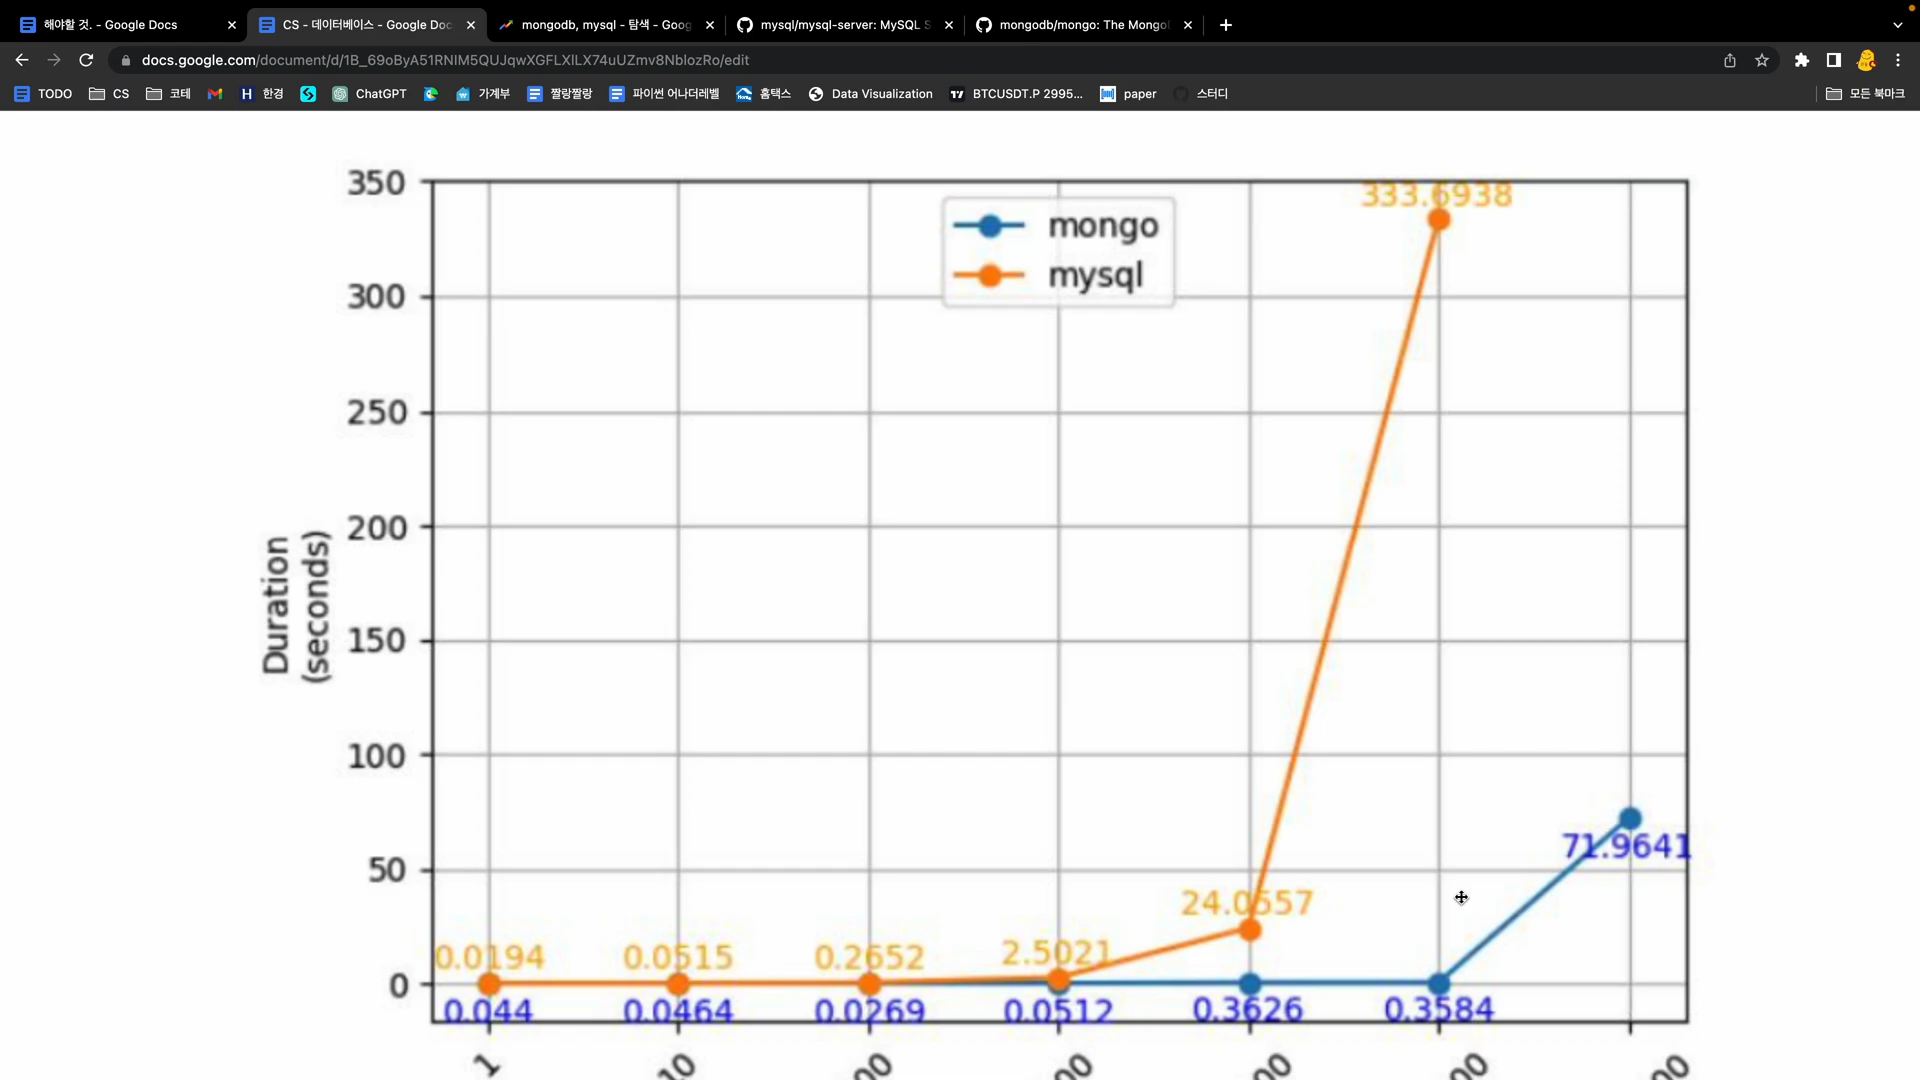 해야할 것. - Google Docs
CS - 데이터베이스 - Google Doc
mongodb, mysql - 탐색 - Goog
mysql/mysql-server: MySQL S
mongodb/mongo: The Mongo
docs.google.com/document/d/1B_69oByA51RNIM5QUJqwXGFLXlLX74uUZmv8NblozRo/edit
TODO
CS
코테
한경
ChatGPT
가계부
짤랑짤랑
파이썬 어나더레벨
홈택스
Data Visualization
BTCUSDT.P 2995...
paper
스터디
모든 북마크
350
333.6938
mongo
mysql
300
250
200
Duration
(seconds)
150
100
50
71.9641
24.0557
0.0194
0.0515
0.2652
2.5021
0
0.044
0.0464
0.0269
0.0512
0.3626
0.3584
1
10